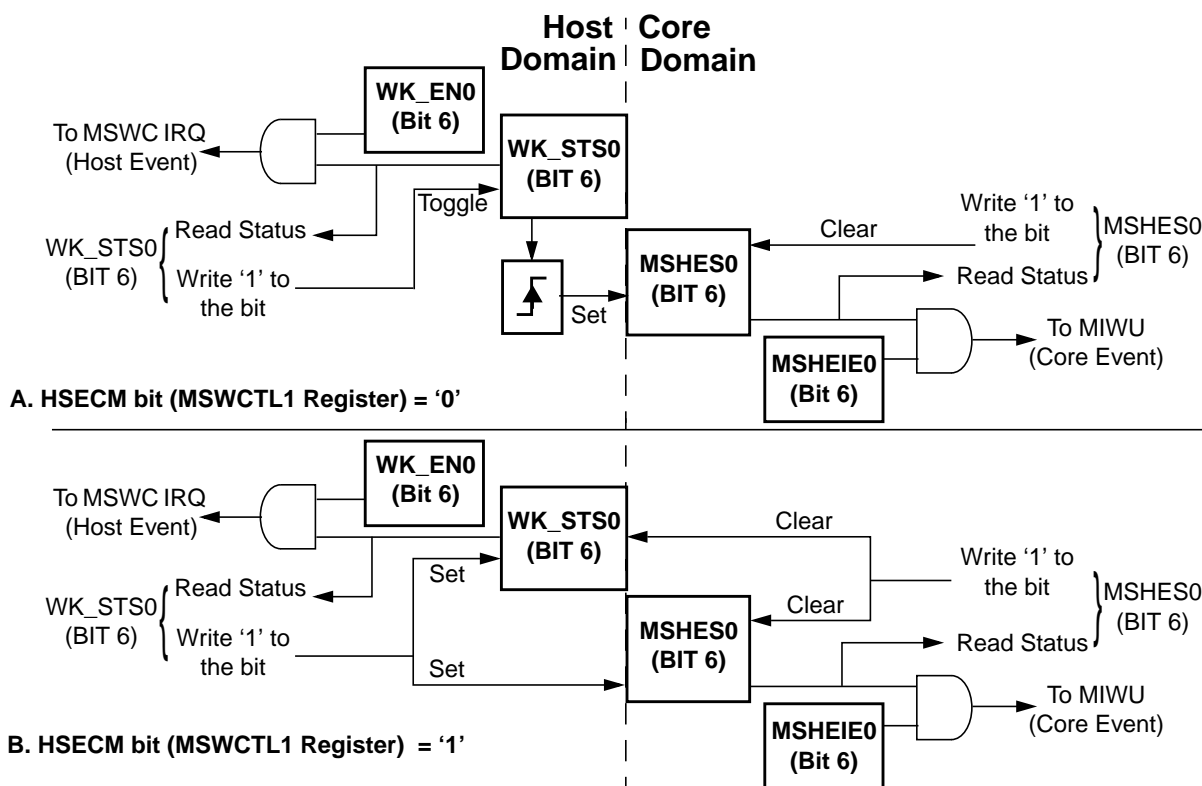 Host Core
Domain Domain
WK_EN0
(Bit 6)
To MSWC IRQ
(Host Event)
WK_STS0
(BIT 6)
Toggle
WK_STS0
(BIT 6)
Read Status
Write ‘1’ to
the bit
Set
MSHES0
(BIT 6)
Clear
Write ‘1’ to
the bit
Read Status
MSHES0
(BIT 6)
To MIWU
(Core Event)
MSHEIE0
(Bit 6)
A. HSECM bit (MSWCTL1 Register) = ‘0’
WK_EN0
(Bit 6)
To MSWC IRQ
(Host Event)
WK_STS0
(BIT 6)
Set
WK_STS0
(BIT 6)
Read Status
Write ‘1’ to
the bit
Set
Clear
Clear
MSHES0
(BIT 6)
Write ‘1’ to
the bit
Read Status
MSHES0
(BIT 6)
To MIWU
(Core Event)
MSHEIE0
(Bit 6)
B. HSECM bit (MSWCTL1 Register) = ‘1’